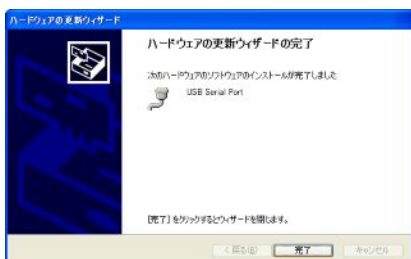 ハードウェアの更新ウィザード
ハードウェアの更新ウィザードの完了
次のハードウェアのソフトウェアのインストールが完了しました
USB Serial Port
[完了] をクリックするとウィザードを閉じます。
< 戻る(B)
完了
キャンセル